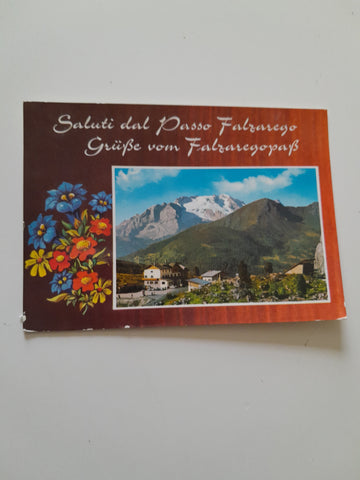 Saluti dal Passo Falzarego
Grüße vom Falzaregopaß